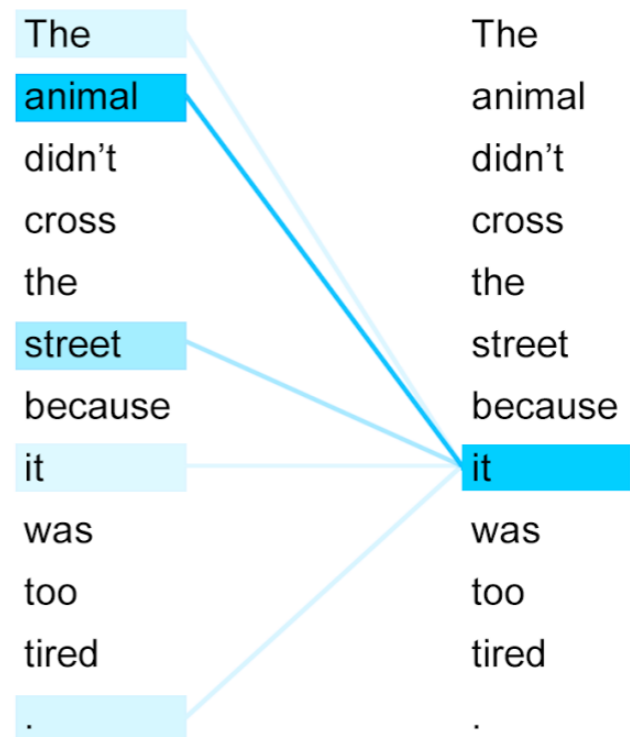 The The
animal animal
didn’t didn’t
cross cross
the the
street street
because because
it it
was was
too too
tired tired
. .